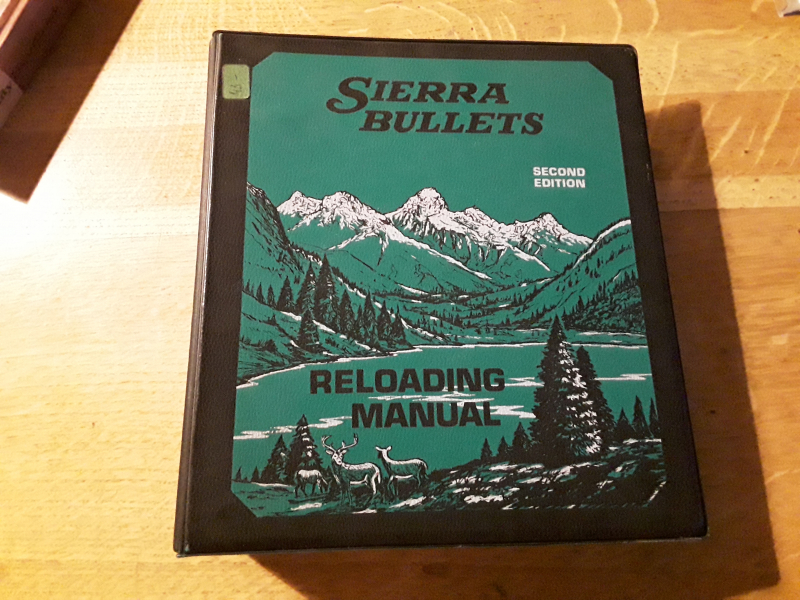 SIERRA
BULLETS
SECOND
EDITION
RELOADING
MANUAL